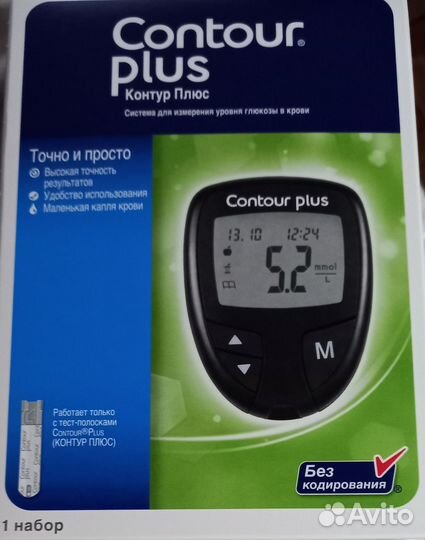 Contour®
plus
Контур Плюс
Система для измерения уровня глюкозы в крови
Точно и просто
Высокая точность
результатов
Удобство использования
Маленькая капля крови
Contour plus
13.10 12:24
5.2 mmol
L
M
Работает только
с тест-полосками
CONTOUR®PLUS
(КОНТУР ПЛЮС)
Без
кодирования
®
1 набор
Avito